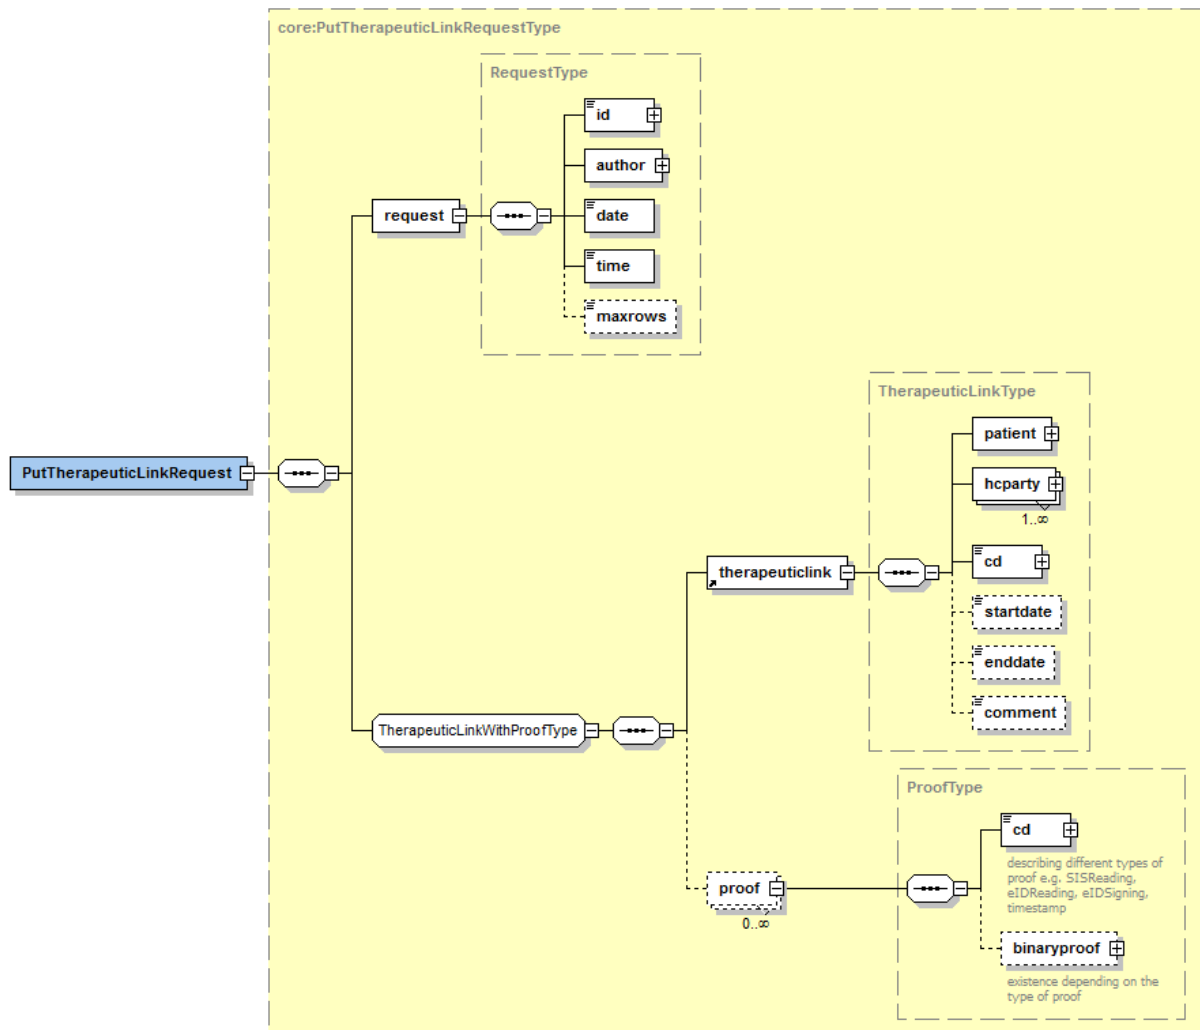 core:PutTherapeuticLinkRequestType
RequestType
id
author
request
date
time
maxrows
TherapeuticLinkType
patient
PutTherapeuticLinkRequest
hcparty
1..∞
therapeuticlink
cd
startdate
enddate
comment
TherapeuticLinkWithProofType
ProofType
cd
describing different types of
proof e.g. SISReading,
eIDReading, eIDSigning,
timestamp
proof
0..∞
binaryproof
existence depending on the
type of proof